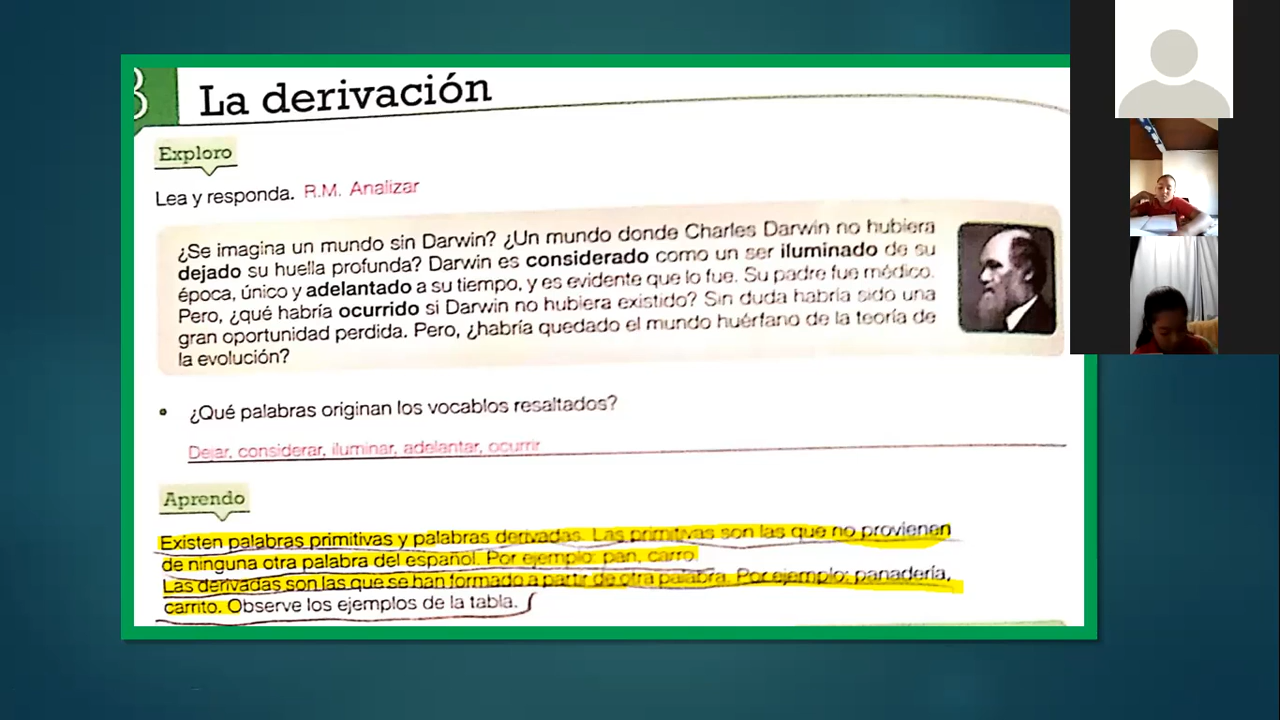 La derivación
Exploro
Lea y responda. R.M. Analizar
¿Se imagina un mundo sin Darwin? ¿Un mundo donde Charles Darwin no hubiera
dejado su huella profunda? Darwin es considerado como un ser iluminado de su
época, único y adelantado a su tiempo, y es evidente que lo fue. Su padre fue médico.
Pero, ¿qué habría ocurrido si Darwin no hubiera existido? Sin duda habría sido una
gran oportunidad perdida. Pero, ¿habría quedado el mundo huérfano de la teoría de
la evolución?
• ¿Qué palabras originan los vocablos resaltados?
Dejar, considerar, iluminar, adelantar, ocurrir
Aprendo
Existen palabras primitivas y palabras derivadas. Las primitivas son las que no provienen
de ninguna otra palabra del español. Por ejemplo: pan, carro.
Las derivadas son las que se han formado a partir de otra palabra. Por ejemplo: panadería,
carrito. Observe los ejemplos de la tabla.